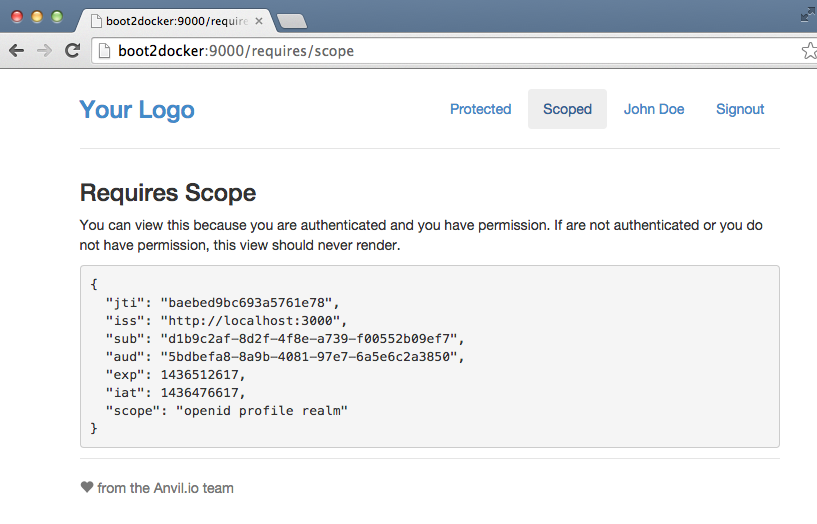 boot2docker:9000/require
boot2docker:9000/requires/scope
Your Logo
Protected
Scoped
John Doe
Signout
Requires Scope
You can view this because you are authenticated and you have permission. If are not authenticated or you do
not have permission, this view should never render.
{
"jti": "baebed9bc693a5761e78",
"iss": "http://localhost:3000",
"sub": "d1b9c2af-8d2f-4f8e-a739-f00552b09ef7",
"aud": "5bdbefa8-8a9b-4081-97e7-6a5e6c2a3850",
"exp": 1436512617,
"iat": 1436476617,
"scope": "openid profile realm"
}
from the Anvil.io team